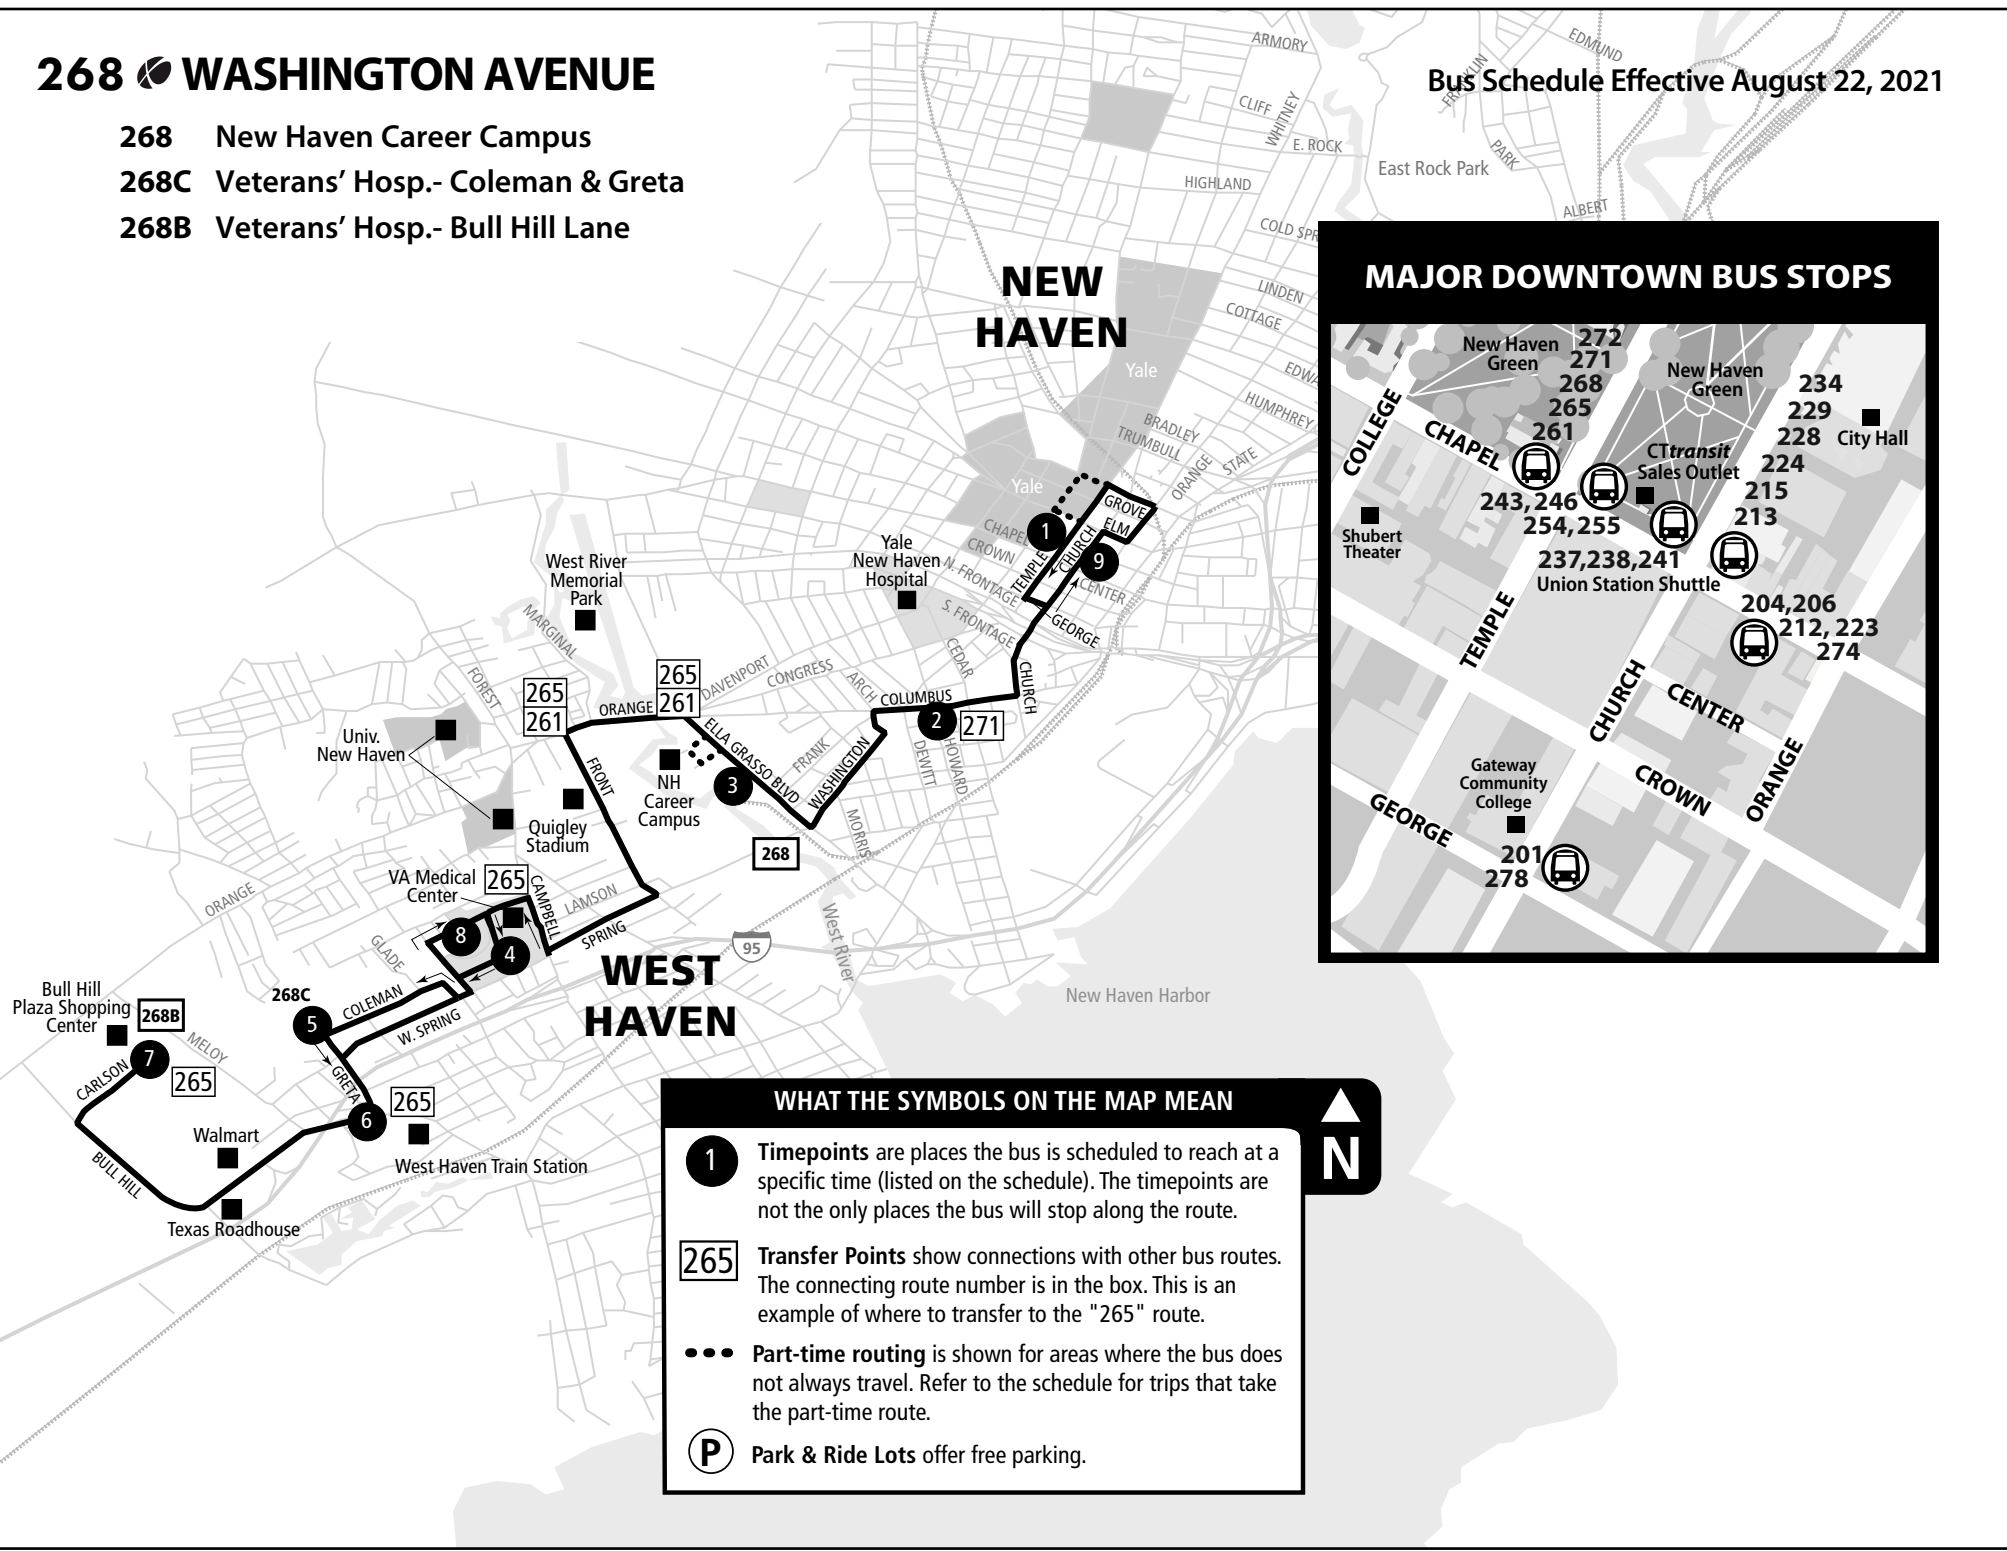 268 WASHINGTON AVENUE
268 New Haven Career Campus
268C Veterans’ Hosp.- Coleman & Greta
268B Veterans’ Hosp.- Bull Hill Lane
Bus Schedule Effective August 22, 2021
ARMORY
EDMUND
FRANKLIN
CLIFF
WHITNEY
E. ROCK
PARK
East Rock Park
HIGHLAND
ALBERT
COLD SPR
NEW
HAVEN
LINDEN
COTTAGE
Yale
EDWA
HUMPHREY
BRADLEY
TRUMBULL
ORANGE
STATE
Yale
GROVE
ELM
1
CHAPEL
CHURCH
CROWN
TEMPLE
9
CENTER
N. FRONTAGE
S. FRONTAGE
GEORGE
Yale
New Haven
Hospital
West River
Memorial
Park
MARGINAL
CEDAR
CHURCH
FOREST
DAVENPORT
CONGRESS
ARCH
COLUMBUS
265
261
265
261
ORANGE
2
271
Univ.
New Haven
ELLA GRASSO BLVD
FRANK
WASHINGTON
DEWITT
HOWARD
FRONT
NH
Career
Campus
3
MORRIS
Quigley
Stadium
268
VA Medical
Center
265
CAMPBELL
LAMSON
ORANGE
SPRING
West River
95
8
4
GLADE
WEST
HAVEN
New Haven Harbor
Bull Hill
Plaza Shopping
Center
268B
268C
5
COLEMAN
W. SPRING
MELOY
7
265
CARLSON
GRETA
265
6
Walmart
West Haven Train Station
BULL HILL
Texas Roadhouse
MAJOR DOWNTOWN BUS STOPS
New Haven
Green
272
271
268
265
261
New Haven
Green
234
229
228
224
215
213
City Hall
COLLEGE
CHAPEL
CTtransit
Sales Outlet
243, 246
254, 255
Shubert
Theater
237,238,241
Union Station Shuttle
204,206
212, 223
274
TEMPLE
CHURCH
CENTER
Gateway
Community
College
CROWN
ORANGE
GEORGE
201
278
WHAT THE SYMBOLS ON THE MAP MEAN
N
1
Timepoints are places the bus is scheduled to reach at a
specific time (listed on the schedule). The timepoints are
not the only places the bus will stop along the route.
265
Transfer Points show connections with other bus routes.
The connecting route number is in the box. This is an
example of where to transfer to the "265" route.
Part-time routing is shown for areas where the bus does
not always travel. Refer to the schedule for trips that take
the part-time route.
P
Park & Ride Lots offer free parking.